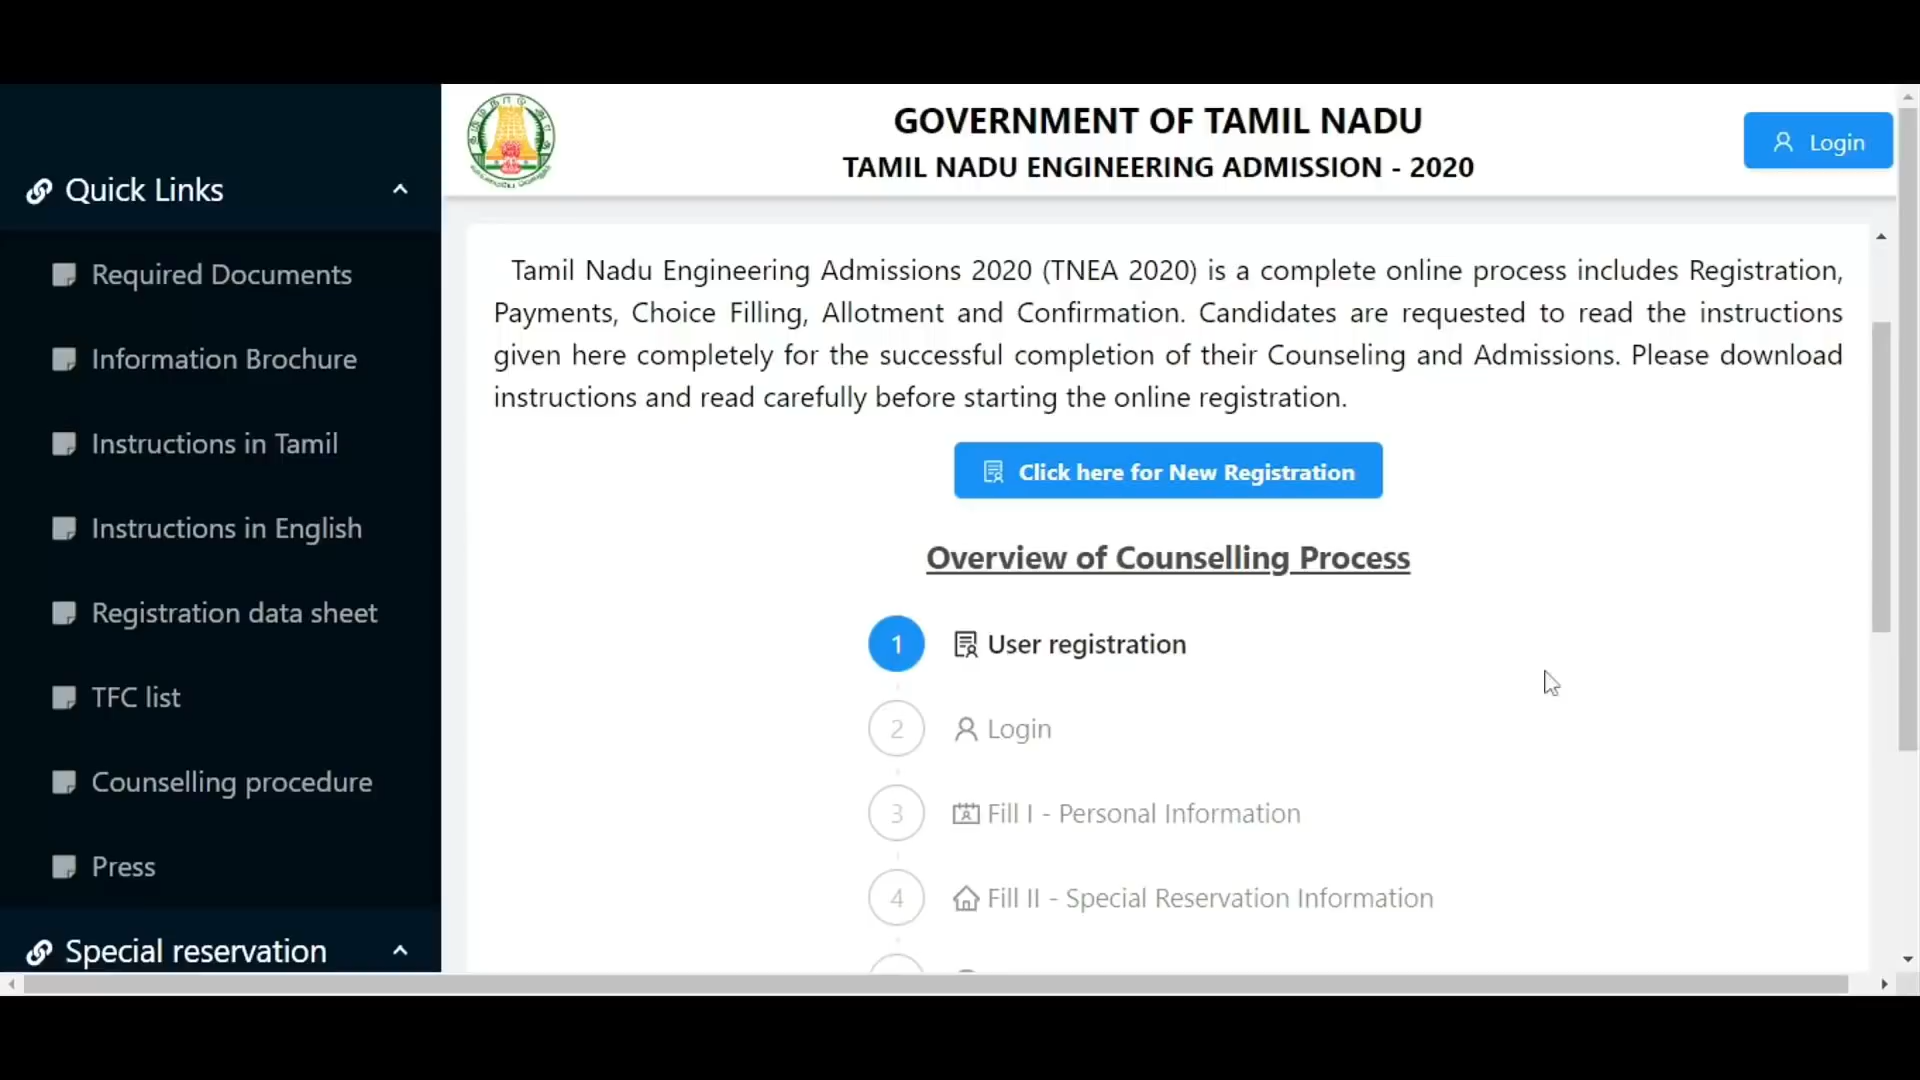 Quick Links
Required Documents
Information Brochure
Instructions in Tamil
Instructions in English
Registration data sheet
TFC list
Counselling procedure
Press
Special reservation
GOVERNMENT OF TAMIL NADU
TAMIL NADU ENGINEERING ADMISSION - 2020
Login
Tamil Nadu Engineering Admissions 2020 (TNEA 2020) is a complete online process includes Registration,
Payments, Choice Filling, Allotment and Confirmation. Candidates are requested to read the instructions
given here completely for the successful completion of their Counseling and Admissions. Please download
instructions and read carefully before starting the online registration.
Click here for New Registration
Overview of Counselling Process
1 User registration
2 Login
3 Fill I - Personal Information
4 Fill II - Special Reservation Information